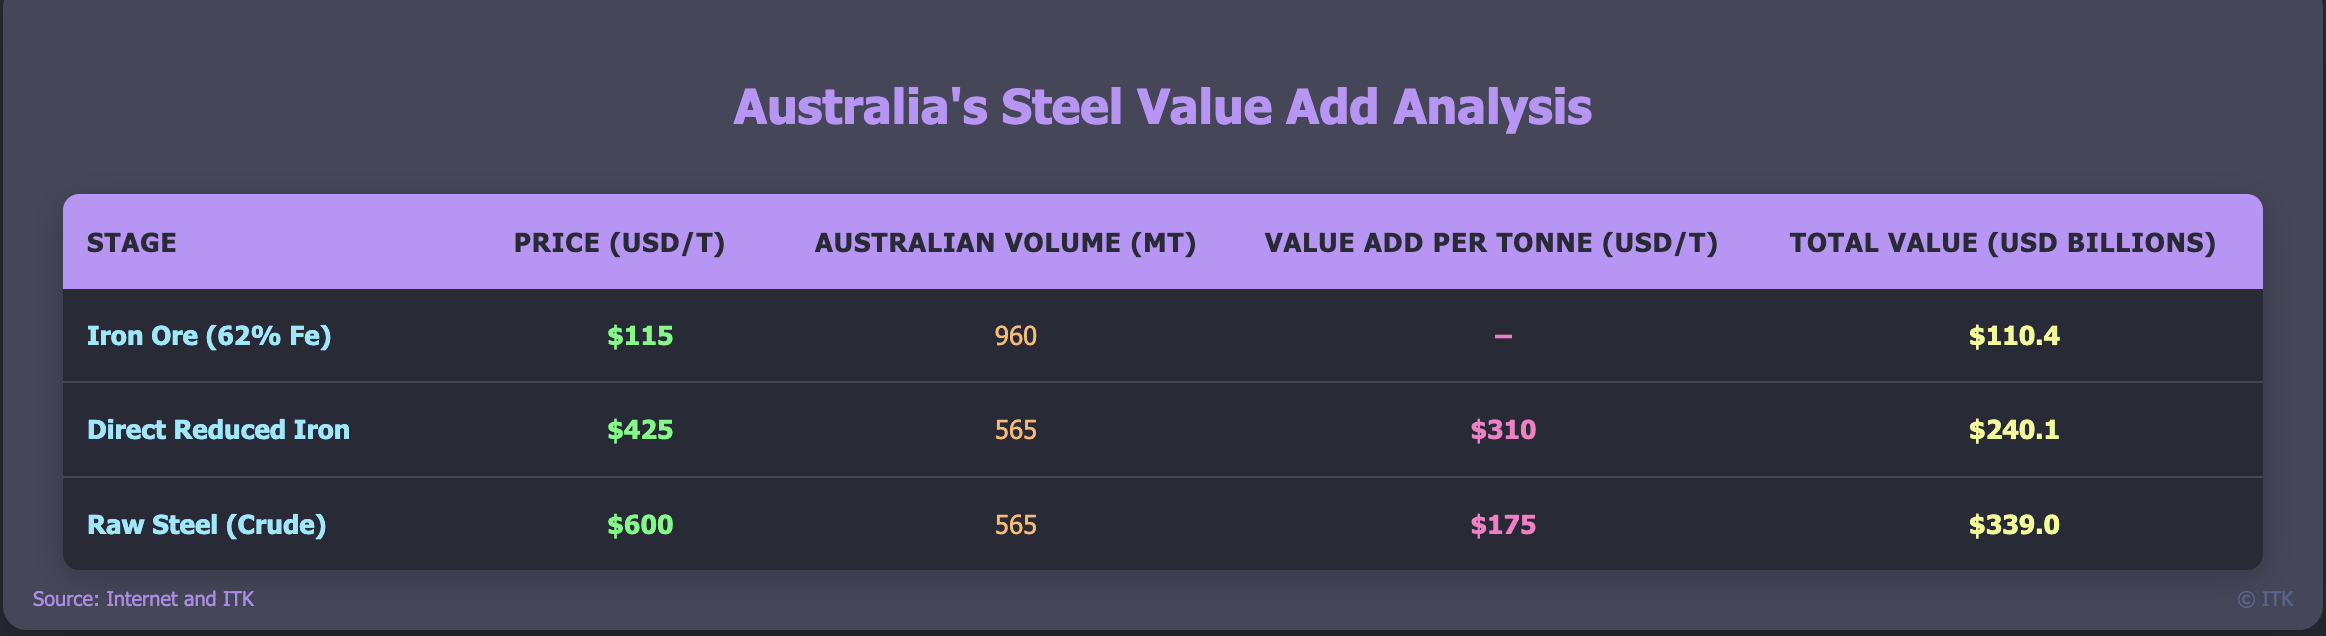 Australia's Steel Value Add Analysis
STAGE PRICE (USD/T) AUSTRALIAN VOLUME (MT) VALUE ADD PER TONNE (USD/T) TOTAL VALUE (USD BILLIONS)
Iron Ore (62% Fe) $115 960 – $110.4
Direct Reduced Iron $425 565 $310 $240.1
Raw Steel (Crude) $600 565 $175 $339.0
Source: Internet and ITK © ITK